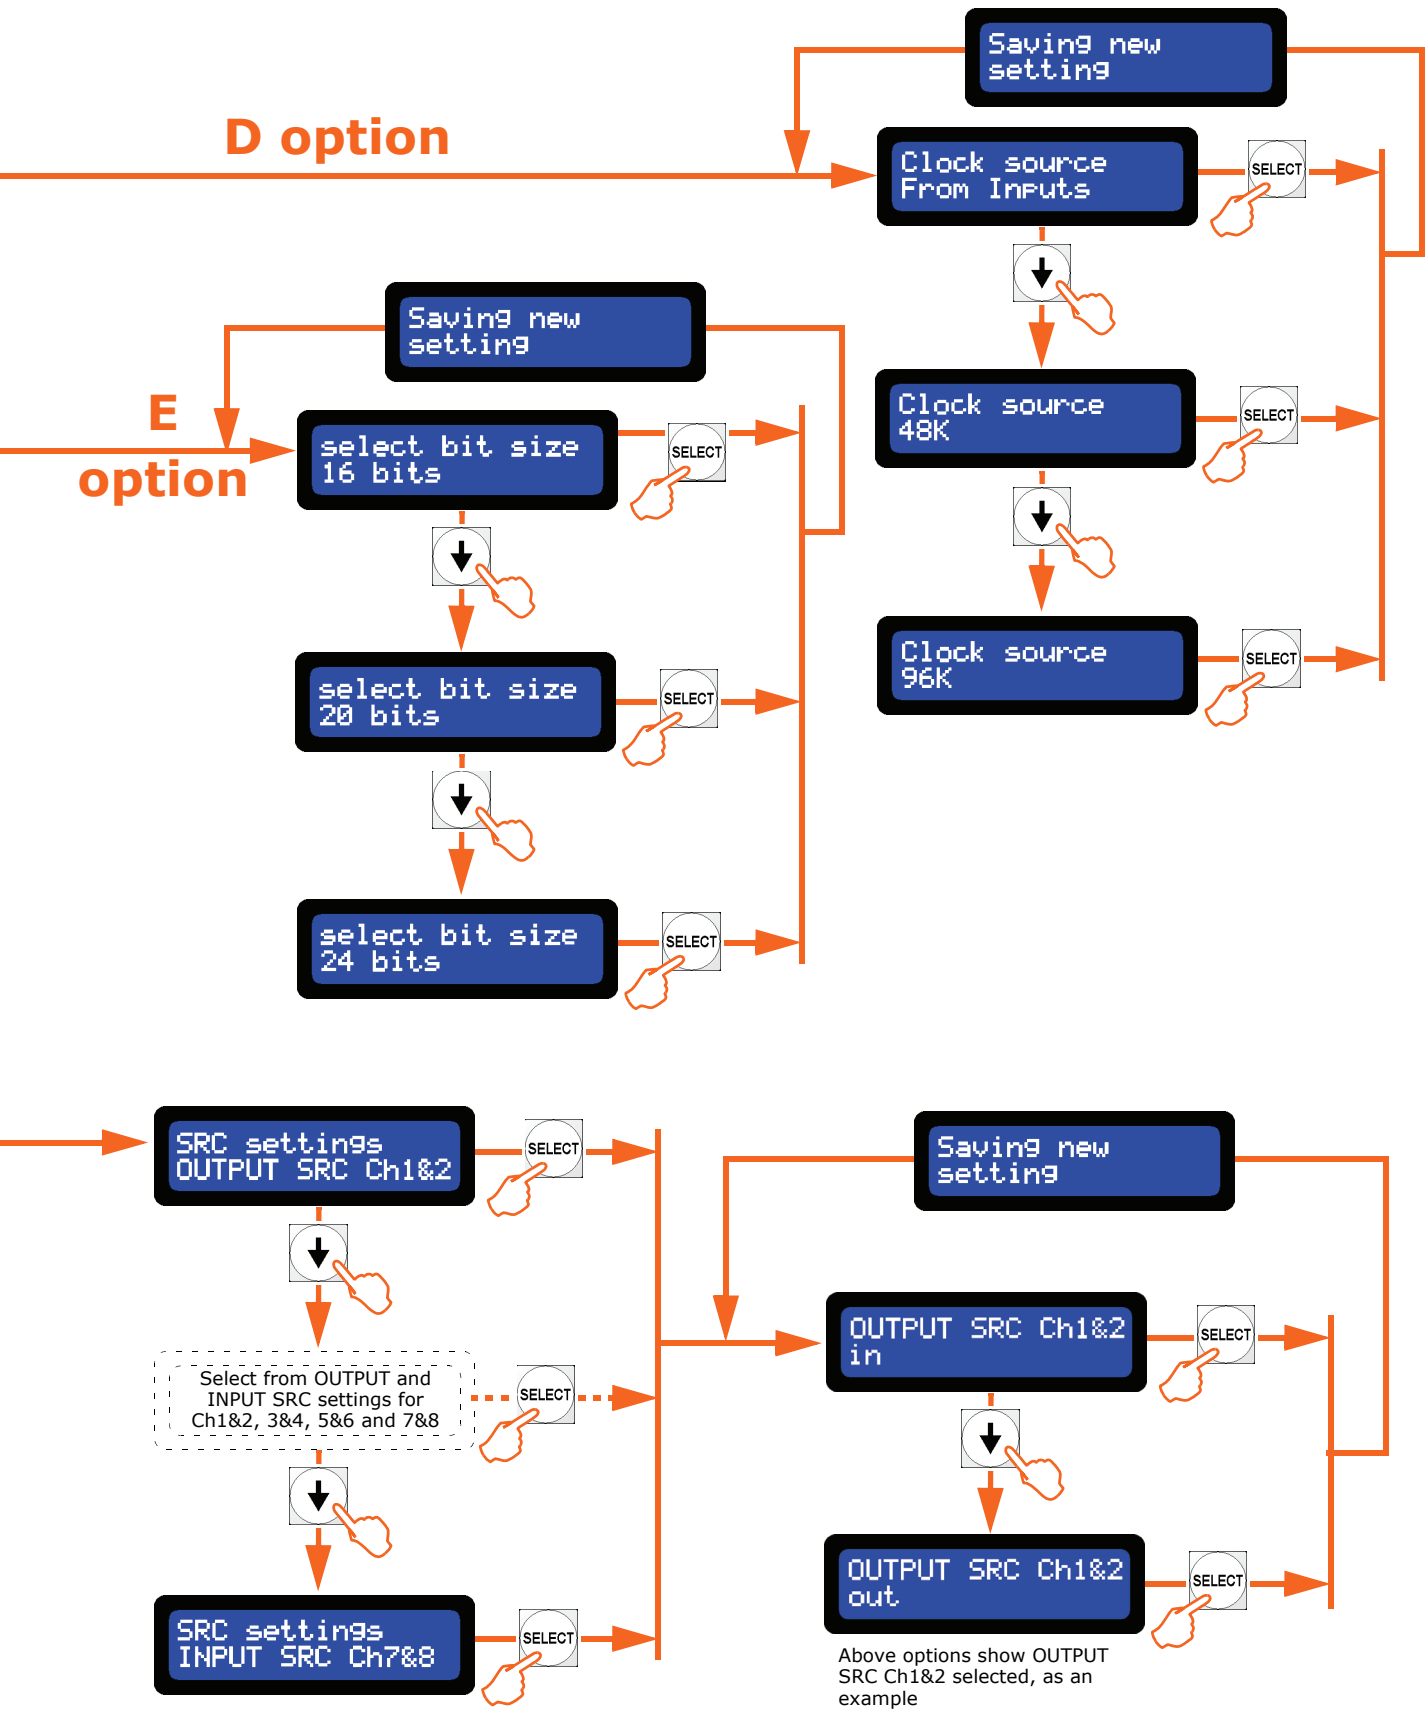 Saving new
setting
D option
Clock source
From Inputs
SELECT
Saving new
setting
Clock source
48K
SELECT
E
option
select bit size
16 bits
SELECT
Clock source
96K
SELECT
select bit size
20 bits
SELECT
select bit size
24 bits
SELECT
SRC settings
OUTPUT SRC Ch1&2
SELECT
Saving new
setting
OUTPUT SRC Ch1&2
in
SELECT
Select from OUTPUT and
INPUT SRC settings for
Ch1&2, 3&4, 5&6 and 7&8
SELECT
OUTPUT SRC Ch1&2
out
SELECT
SRC settings
INPUT SRC Ch7&8
SELECT
Above options show OUTPUT
SRC Ch1&2 selected, as an
example